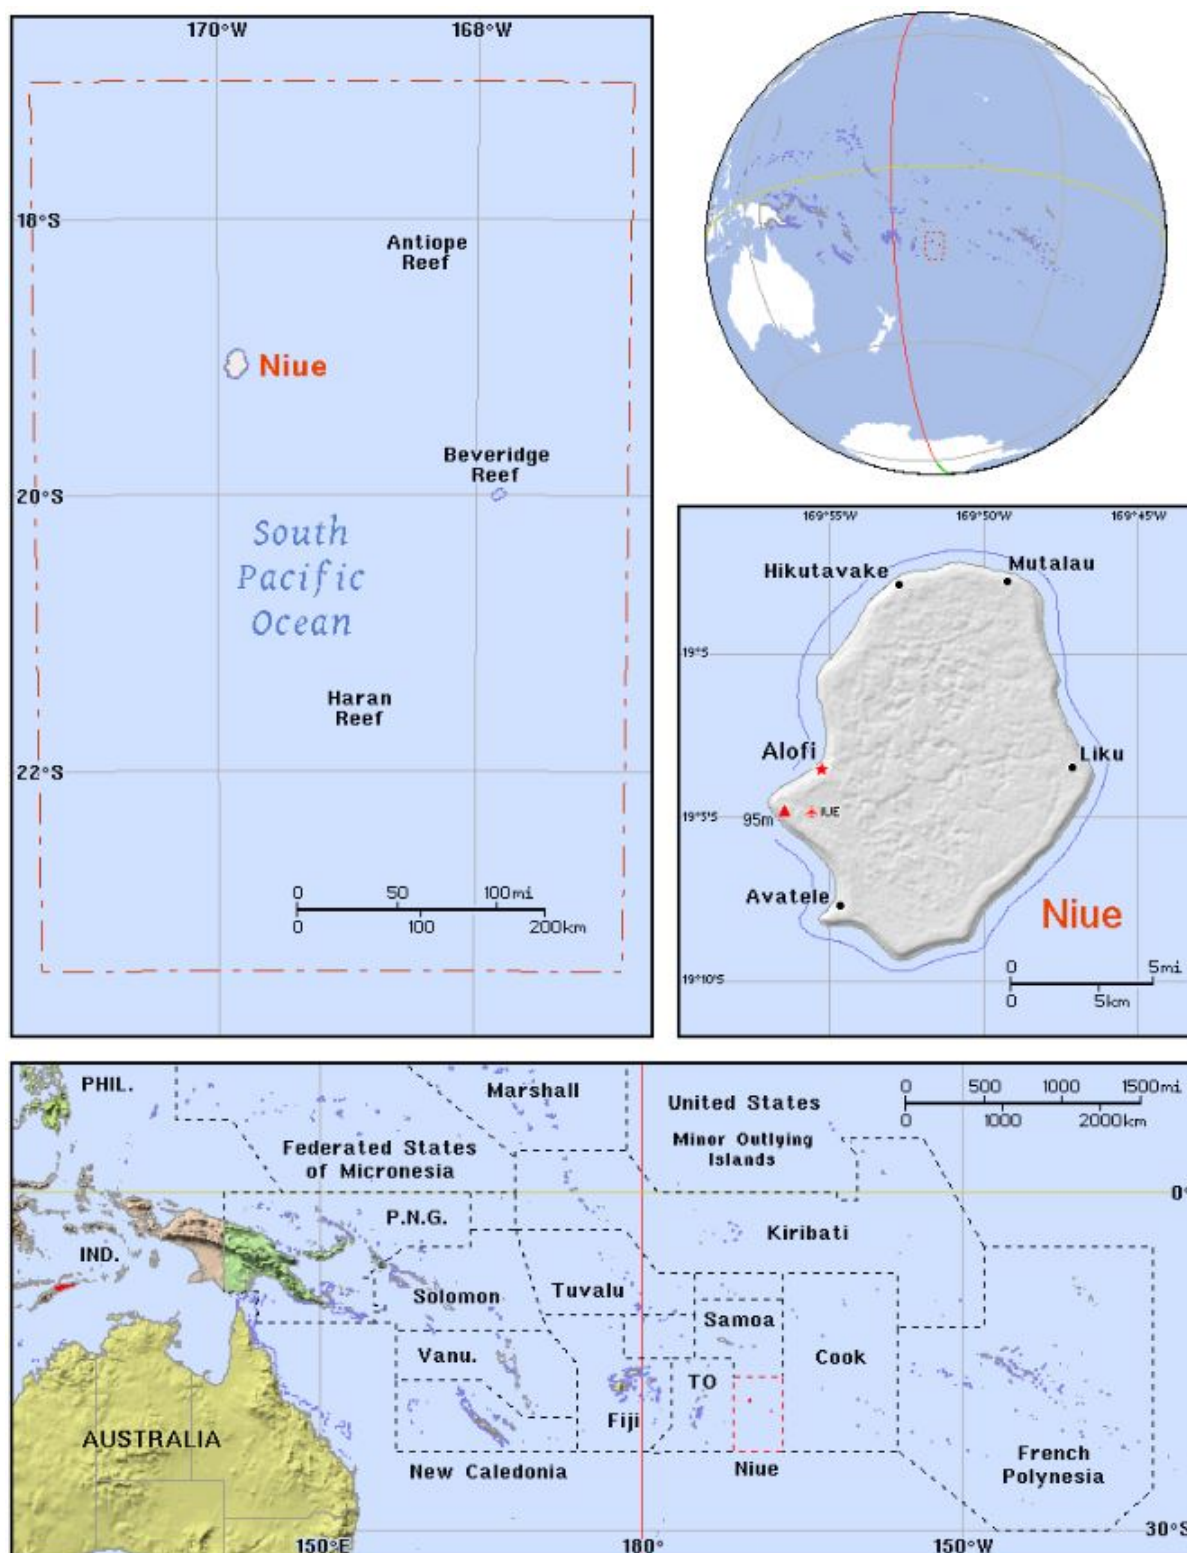 170°W
168°W
18°S
Antiope
Reef
Niue
Beveridge
Reef
20°S
South
Pacific
Ocean
Haran
Reef
22°S
0 50 100mi
0 100 200km
169°55'W
169°50'W
169°45'W
Hikutavake
Mutalau
19°S
Alofi
Liku
IUE
95m
19°5'S
Avatele
Niue
0 5mi
0 5km
19°10'S
PHIL.
Marshall
United States
Minor Outlying
Islands
0 500 1000 1500mi
0 1000 2000km
Federated States
of Micronesia
0°
P.N.G.
Kiribati
IND.
Solomon
Tuvalu
Samoa
Vanu.
Cook
TO
Fiji
AUSTRALIA
New Caledonia
Niue
French
Polynesia
150°E
180°
150°W
30°S